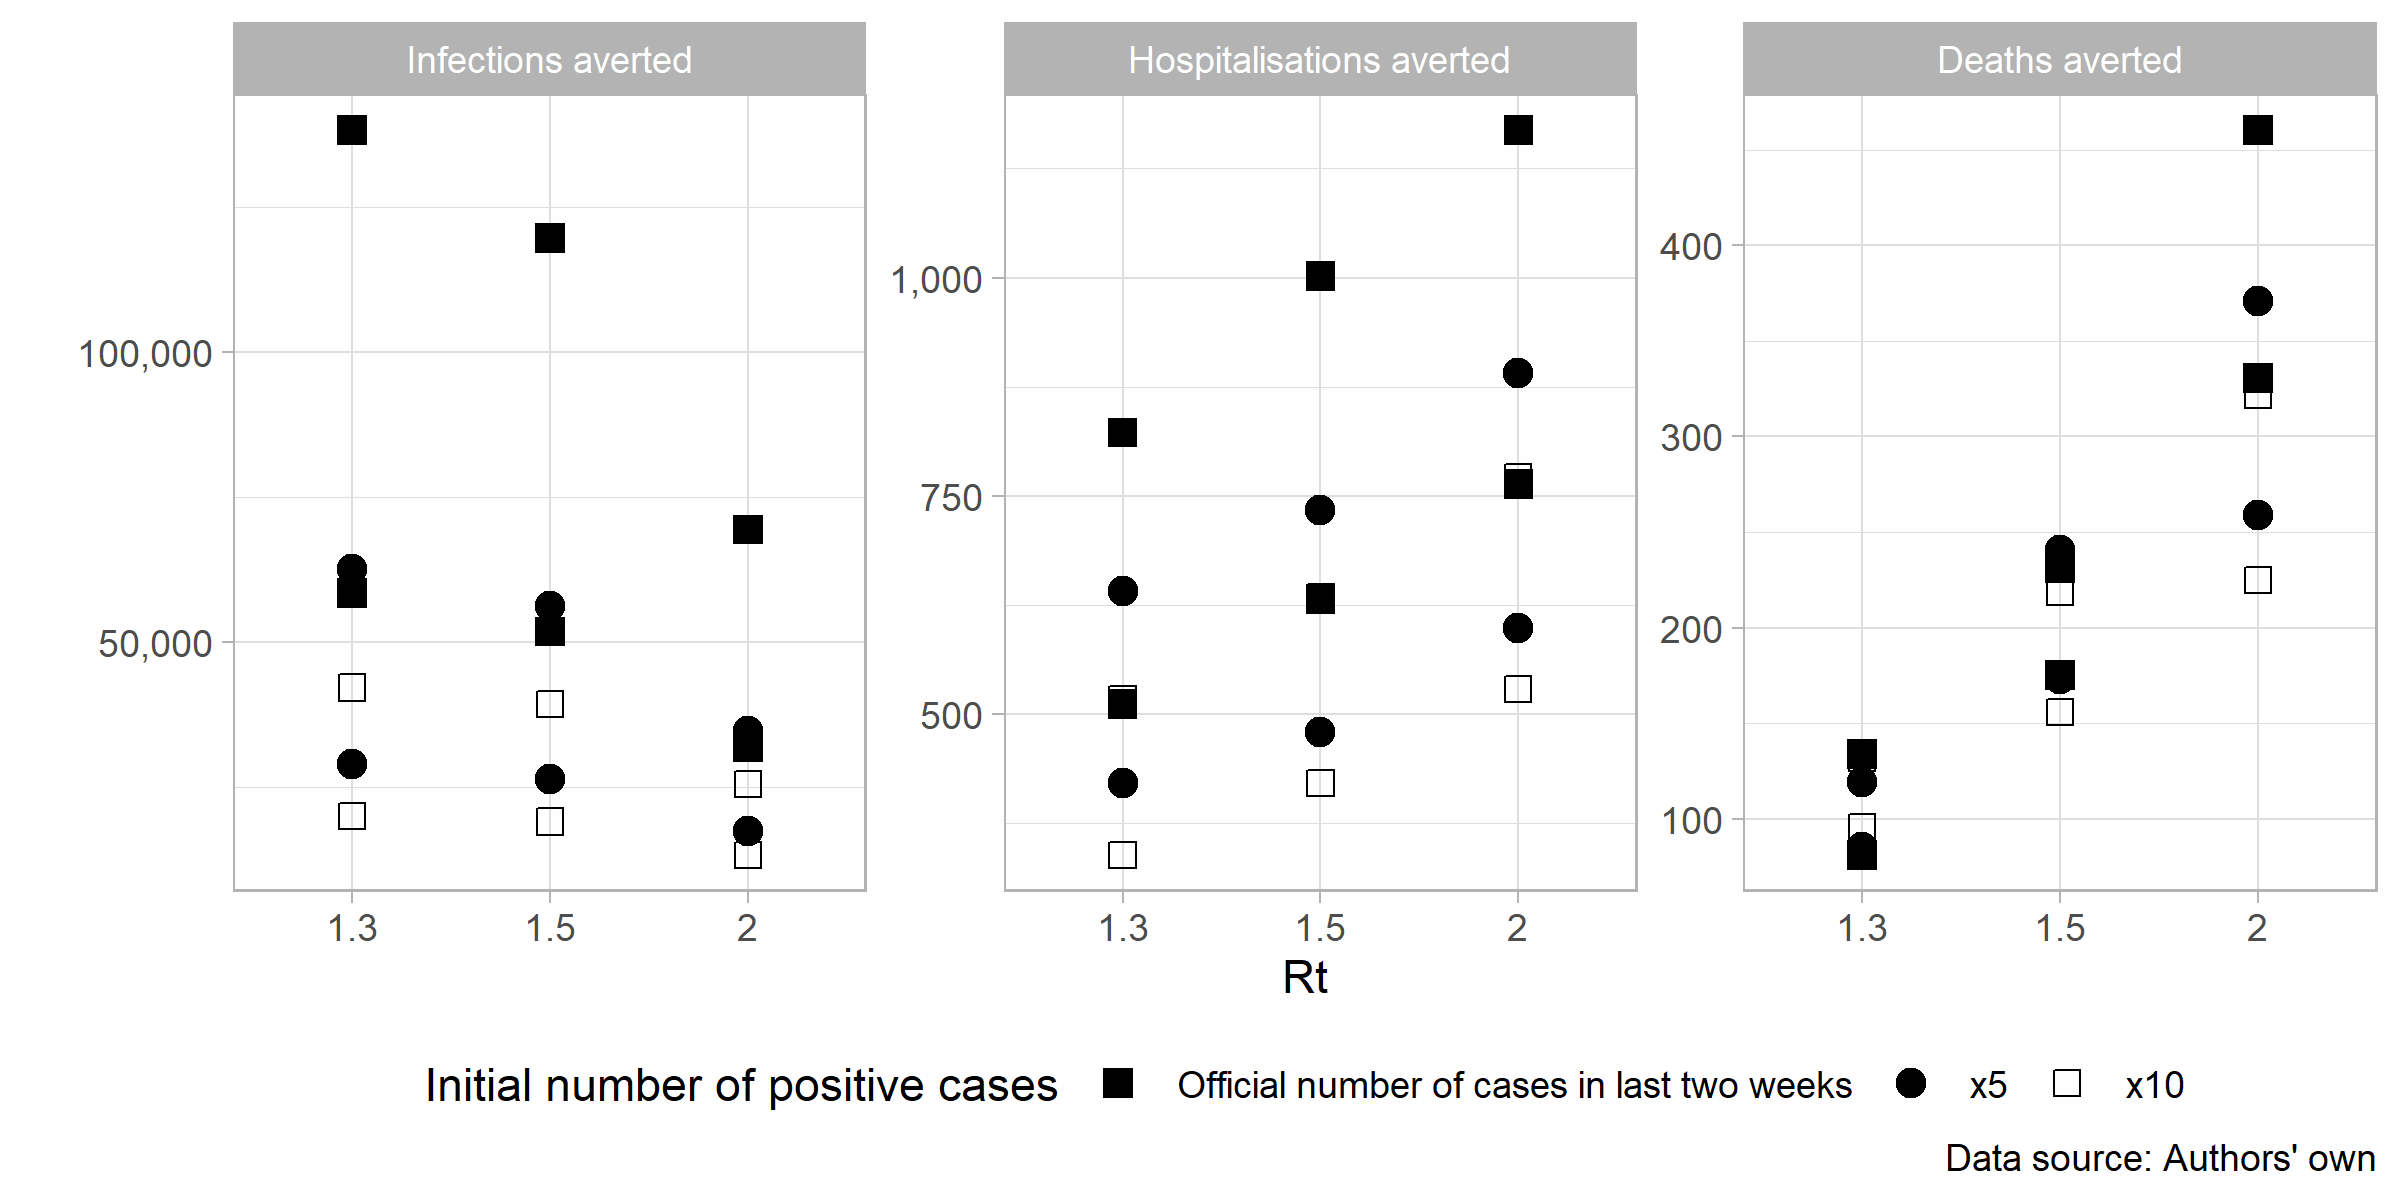 Infections averted
Hospitalisations averted
Deaths averted
100,000
50,000
1,000
750
500
400
300
200
100
1.3 1.5 2
1.3 1.5 2
1.3 1.5 2
Rt
Initial number of positive cases Official number of cases in last two weeks x5 x10
Data source: Authors' own